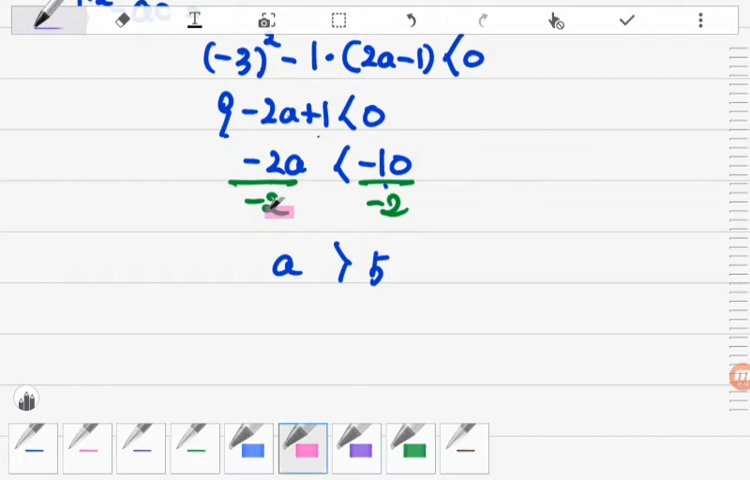 (-3)² - 1 · (2a-1) < 0
9 - 2a + 1 < 0
-2a < -10
-2 -2
a > 5